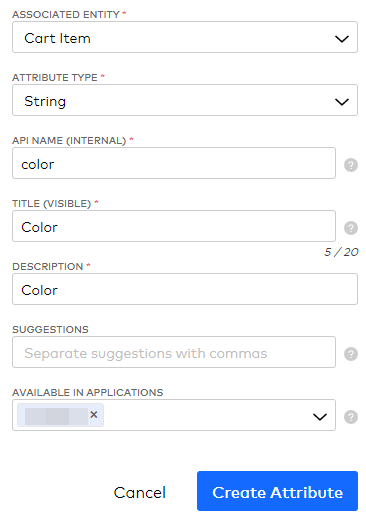 ASSOCIATED ENTITY *
Cart Item
ATTRIBUTE TYPE *
String
API NAME (INTERNAL) *
color
?
TITLE (VISIBLE) *
Color
?
5 / 20
DESCRIPTION *
Color
SUGGESTIONS
Separate suggestions with commas
?
AVAILABLE IN APPLICATIONS
×
?
Cancel Create Attribute